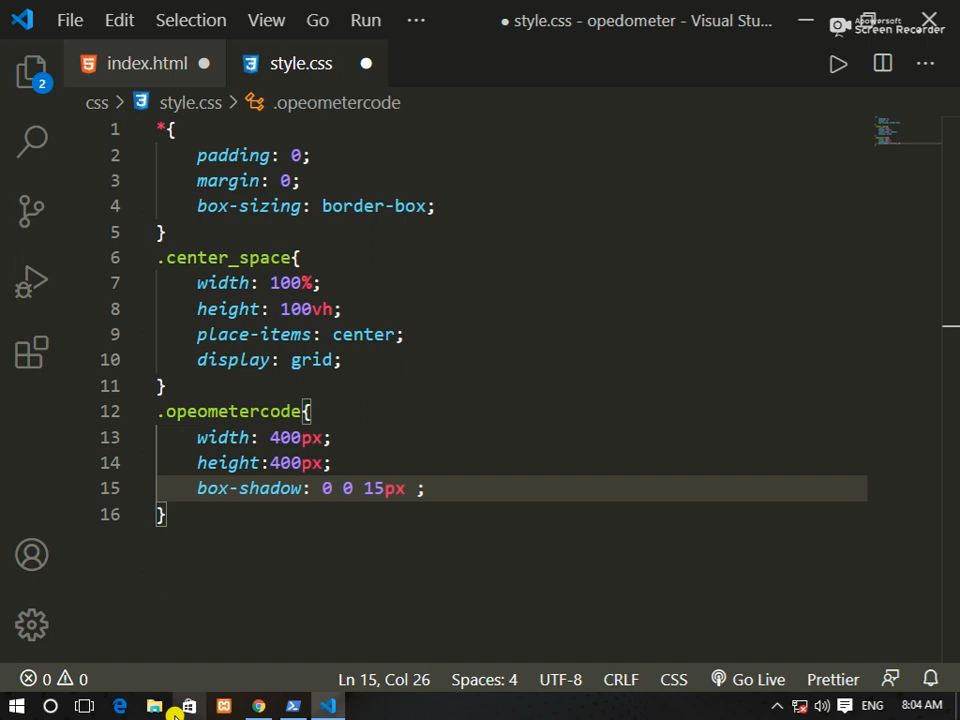 File Edit Selection View Go Run ··· ● style.css - opedometer - Visual Stu...
Apowersoft
Screen Recorder
index.html ● style.css ●
css > style.css > .opeometercode
2
1 *{
2 padding: 0;
3 margin: 0;
4 box-sizing: border-box;
5 }
6 .center_space{
7 width: 100%;
8 height: 100vh;
9 place-items: center;
10 display: grid;
11 }
12 .opeometercode{
13 width: 400px;
14 height:400px;
15 box-shadow: 0 0 15px ;
16 }
0 0 Ln 15, Col 26 Spaces: 4 UTF-8 CRLF CSS Go Live Prettier
ENG 8:04 AM